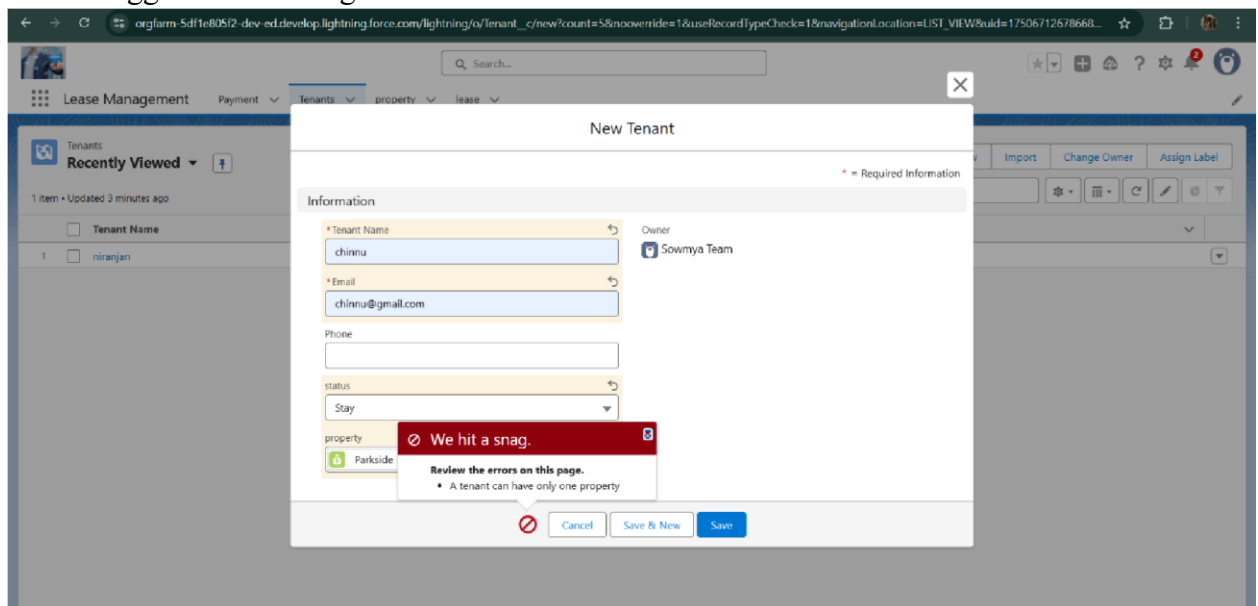 orgfarm-5df1e805f2-dev-ed.develop.lightning.force.com/lightning/o/Tenant__c/new?count=5&nooverride=1&useRecordTypeCheck=1&navigationLocation=LIST_VIEW&uid=17506712678668...
Search...
Lease Management Payment Tenants property lease
New Tenant
Tenants
Recently Viewed
Import Change Owner Assign Label
* = Required Information
1 item • Updated 3 minutes ago
Information
Tenant Name
1 niranjan
*Tenant Name
chinnu
Owner
Sowmya Team
*Email
chinnu@gmail.com
Phone
status
Stay
property
Parkside
We hit a snag.
Review the errors on this page.
• A tenant can have only one property
Cancel Save & New Save